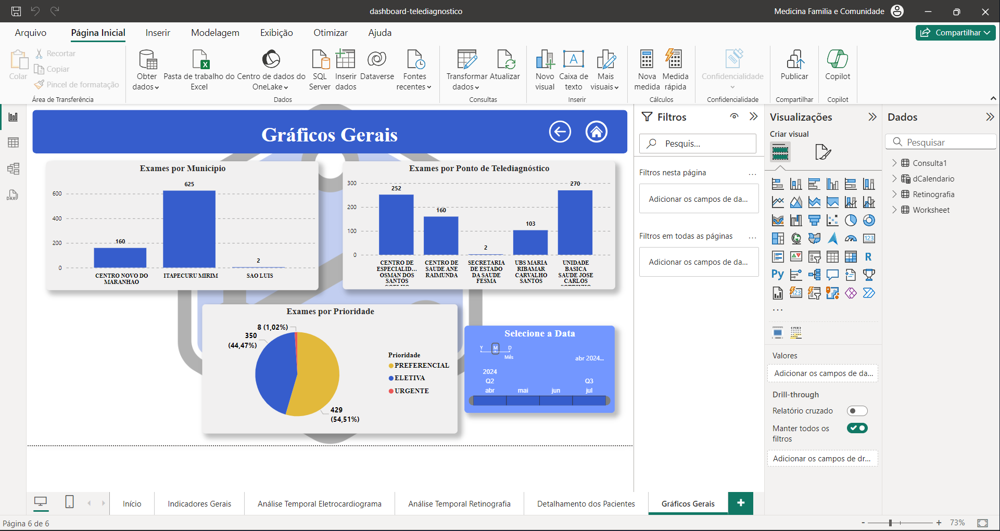 dashboard-telediagnostico
Medicina Familia e Comunidade
Arquivo
Página Inicial
Inserir
Modelagem
Exibição
Otimizar
Ajuda
Compartilhar
Colar
Recortar
Copiar
Pincel de formatação
Área de Transferência
Obter
dados
Pasta de trabalho do
Excel
Centro de dados do
OneLake
SQL
Server
Inserir
dados
Dataverse
Fontes
recentes
Dados
Transformar
dados
Atualizar
Consultas
Novo
visual
Caixa de
texto
Mais
visuais
Inserir
Nova
medida
Medida
rápida
Cálculos
Confidencialidade
Confidencialidade
Publicar
Compartilhar
Copilot
Copilot
Gráficos Gerais
Exames por Município
625
600
400
200
0
160
2
CENTRO NOVO DO
MARANHAO
ITAPECURU MIRIM
SAO LUIS
Exames por Ponto de Telediagnóstico
300
200
100
0
252
160
2
103
270
CENTRO DE
ESPECIALID...
OSMAN DOS
SANTOS
COELHO
CENTRO DE
SAUDE ANE
RAIMUNDA
SECRETARIA
DE ESTADO
DA SAUDE
FESMA
UBS MARIA
RIBAMAR
CARVALHO
SANTOS
UNIDADE
BASICA
SAUDE JOSE
CARLOS
Exames por Prioridade
8 (1,02%)
350
(44,47%)
429
(54,51%)
Prioridade
PREFERENCIAL
ELETIVA
URGENTE
Selecione a Data
Y M D
Mês
abr 2024...
2024
Q2 Q3
abr mai jun jul
Filtros
Pesquis...
Filtros nesta página
...
Adicionar os campos de da...
Filtros em todas as páginas
...
Adicionar os campos de da...
Visualizações
Criar visual
123
R
Py
123
...
Valores
Adicionar os campos de da...
Drill-through
Relatório cruzado
Manter todos os
filtros
Adicionar os campos de dr...
Dados
Pesquisar
Consulta1
dCalendario
Retinografia
Worksheet
DAX
Início
Indicadores Gerais
Análise Temporal Eletrocardiograma
Análise Temporal Retinografia
Detalhamento dos Pacientes
Gráficos Gerais
+
Página 6 de 6
- + 73%